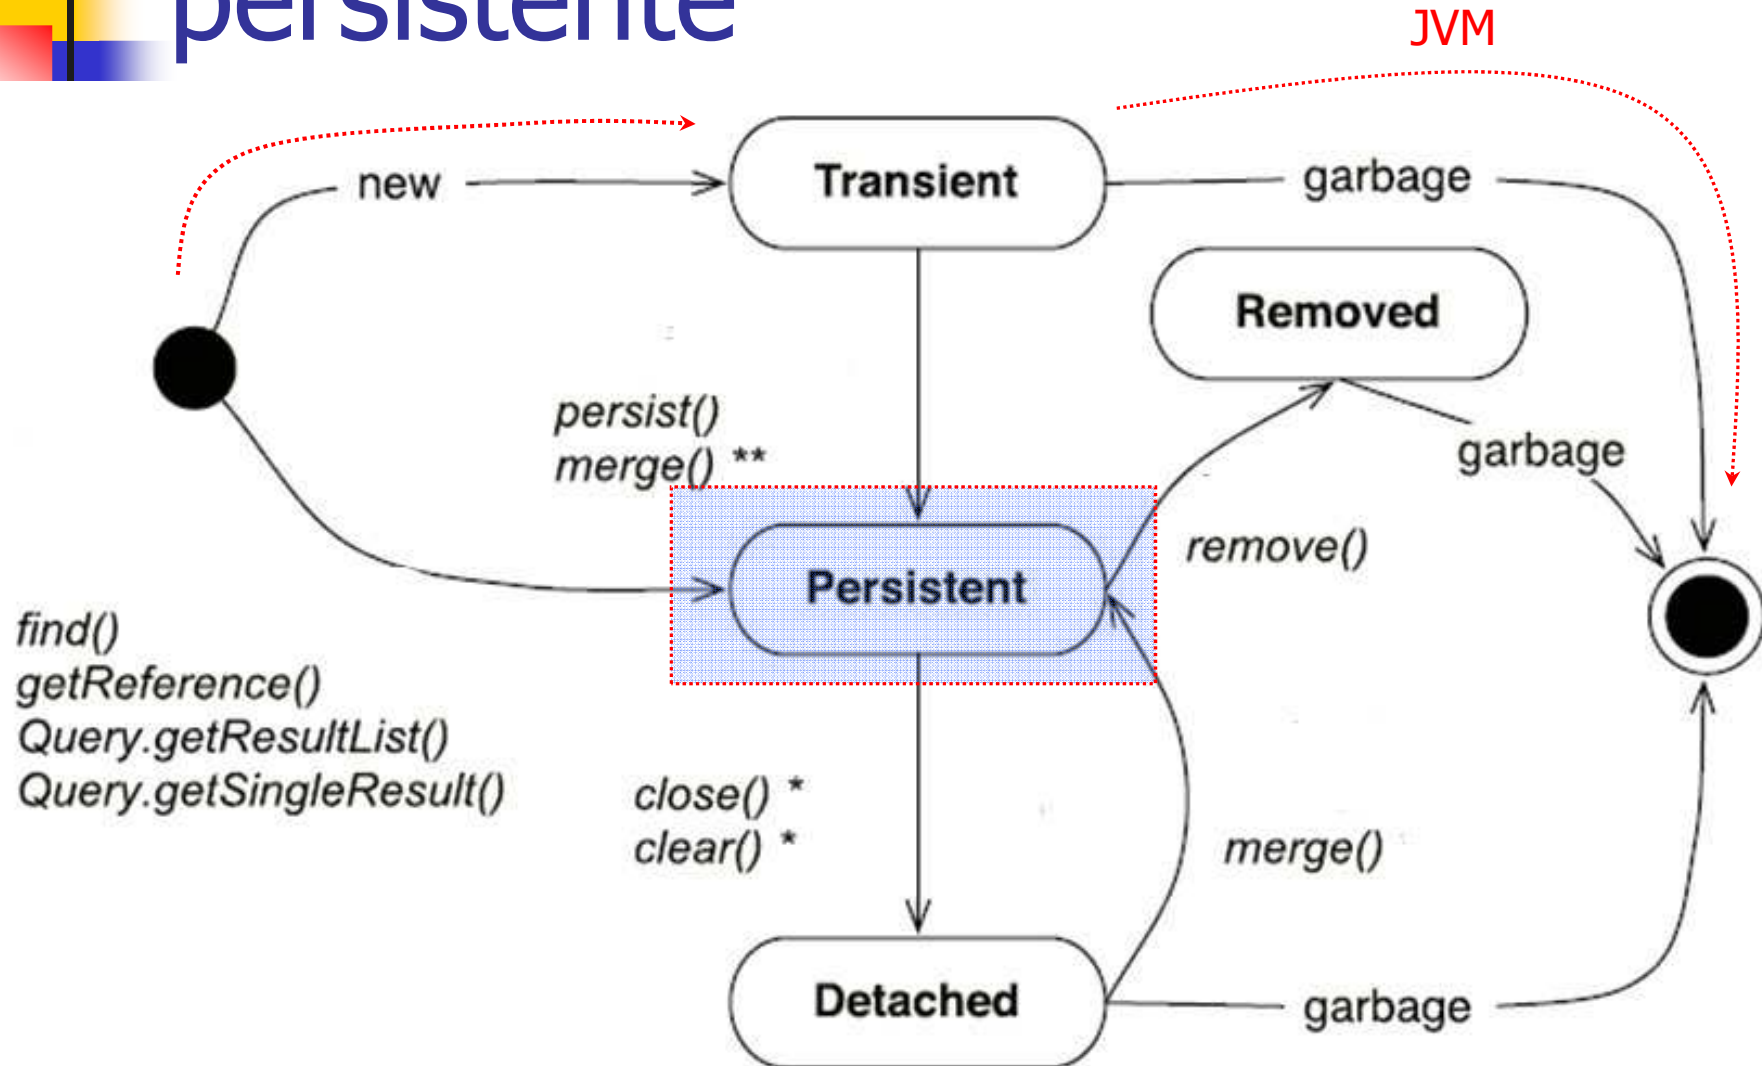 persistente
JVM
new
Transient
garbage
Removed
persist()
merge() **
garbage
Persistent
remove()
find()
getReference()
Query.getResultList()
Query.getSingleResult()
close() *
clear() *
merge()
Detached
garbage